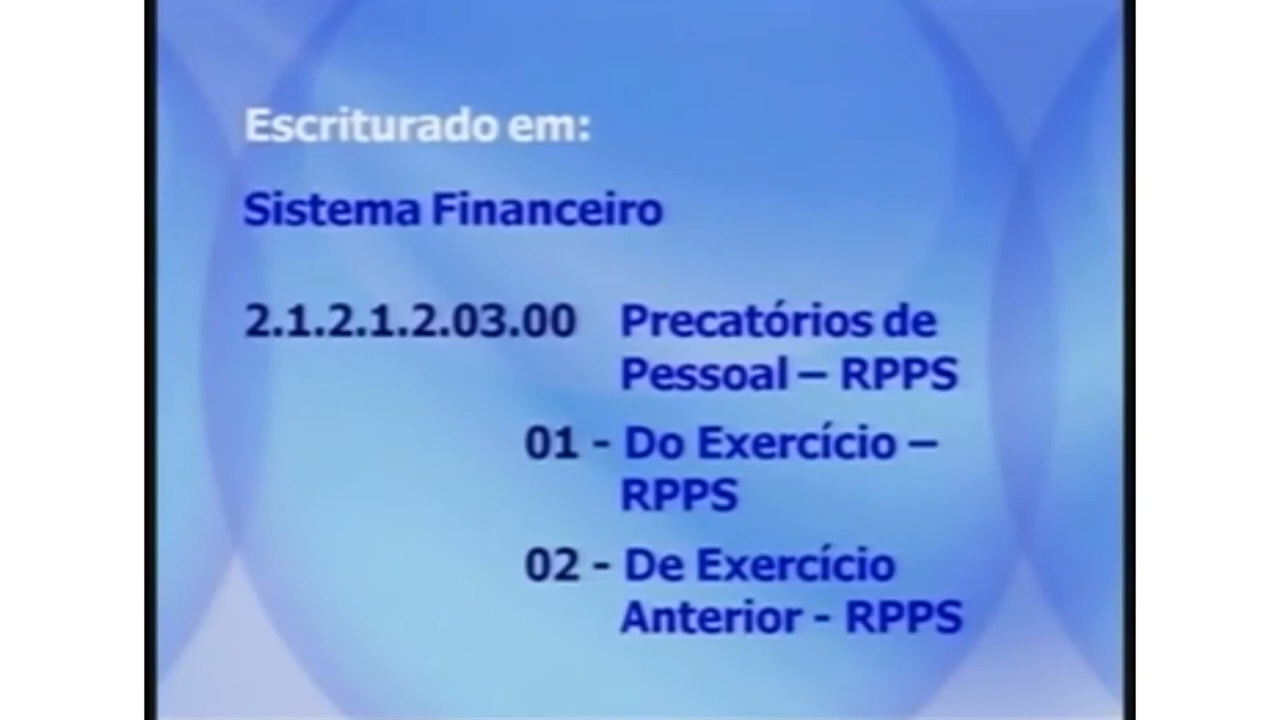 Escriturado em:
Sistema Financeiro
2.1.2.1.2.03.00 Precatórios de
Pessoal – RPPS
01 - Do Exercício –
RPPS
02 - De Exercício
Anterior - RPPS